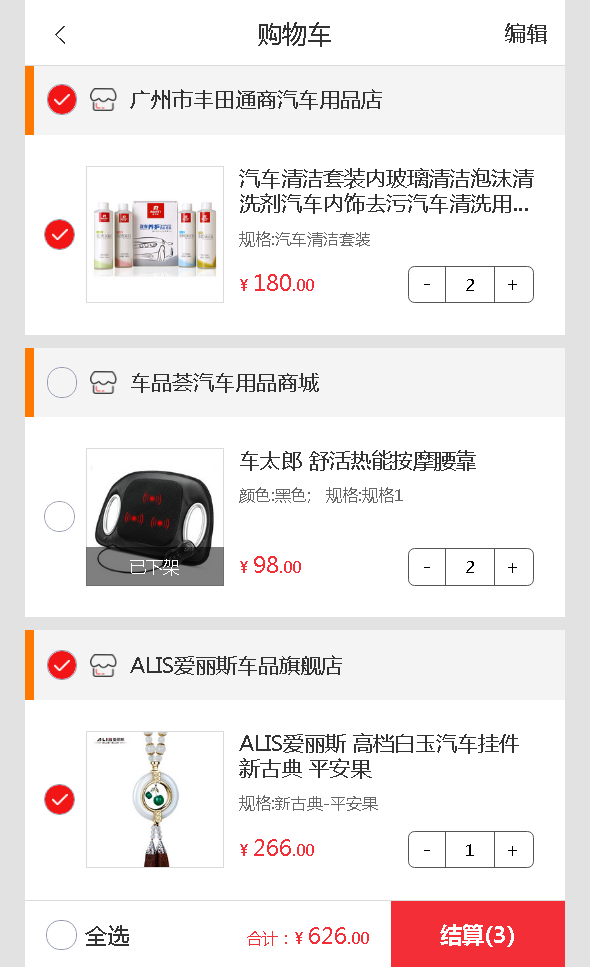 购物车
编辑
广州市丰田通商汽车用品店
汽车清洁套装内玻璃清洁泡沫清
洗剂汽车内饰去污汽车清洗用...
规格:汽车清洁套装
¥ 180.00
- 2 +
车品荟汽车用品商城
车太郎 舒活热能按摩腰靠
颜色:黑色; 规格:规格1
已下架
¥ 98.00
- 2 +
ALIS爱丽斯车品旗舰店
ALIS爱丽斯 高档白玉汽车挂件
新古典 平安果
规格:新古典-平安果
¥ 266.00
- 1 +
全选
合计：¥ 626.00
结算(3)